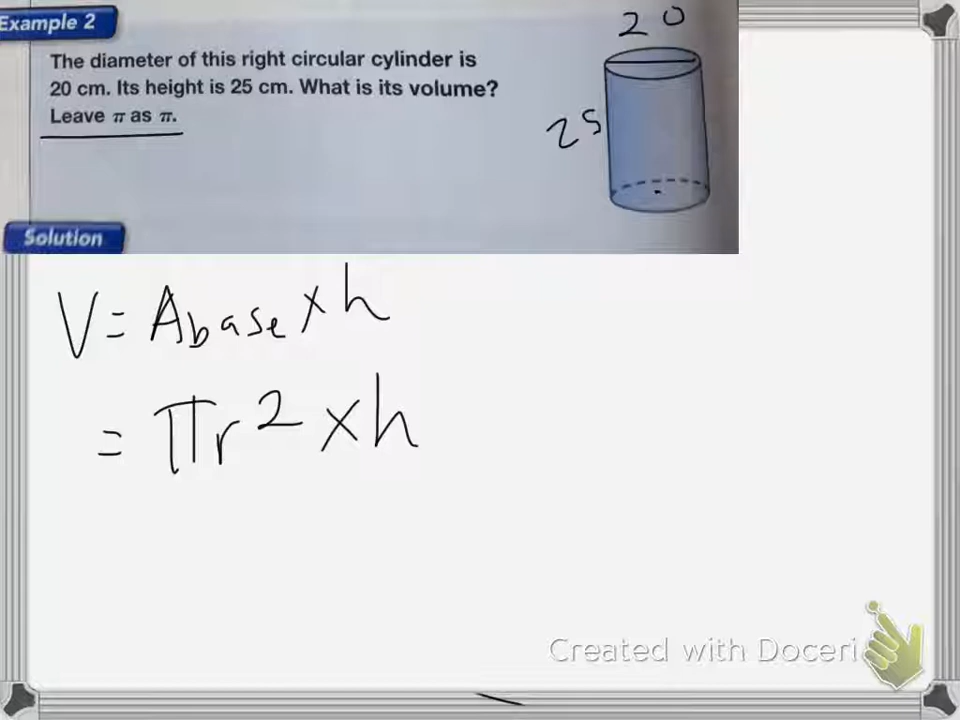 Example 2
20
The diameter of this right circular cylinder is
20 cm. Its height is 25 cm. What is its volume?
Leave π as π.
25
Solution
V = Abase × h
= πr² × h
Created with Doceri